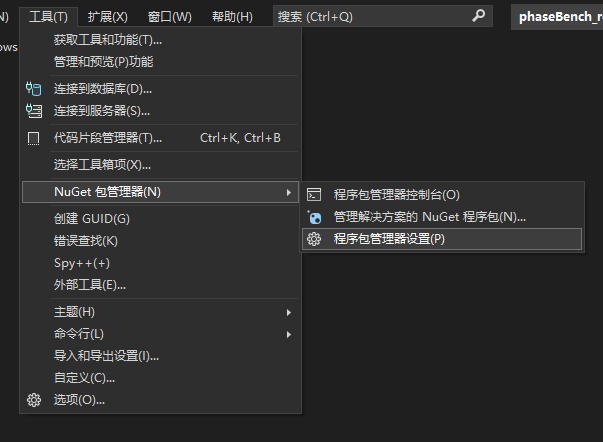 N) 工具(T) 扩展(X) 窗口(W) 帮助(H) 搜索 (Ctrl+Q) phaseBench_r
ows
获取工具和功能(T)...
管理和预览(P)功能
连接到数据库(D)...
连接到服务器(S)...
代码片段管理器(T)... Ctrl+K, Ctrl+B
选择工具箱项(X)...
NuGet 包管理器(N)
程序包管理器控制台(O)
管理解决方案的 NuGet 程序包(N)...
程序包管理器设置(P)
创建 GUID(G)
错误查找(K)
Spy++(+)
外部工具(E)...
主题(H)
命令行(L)
导入和导出设置(I)...
自定义(C)...
选项(O)...